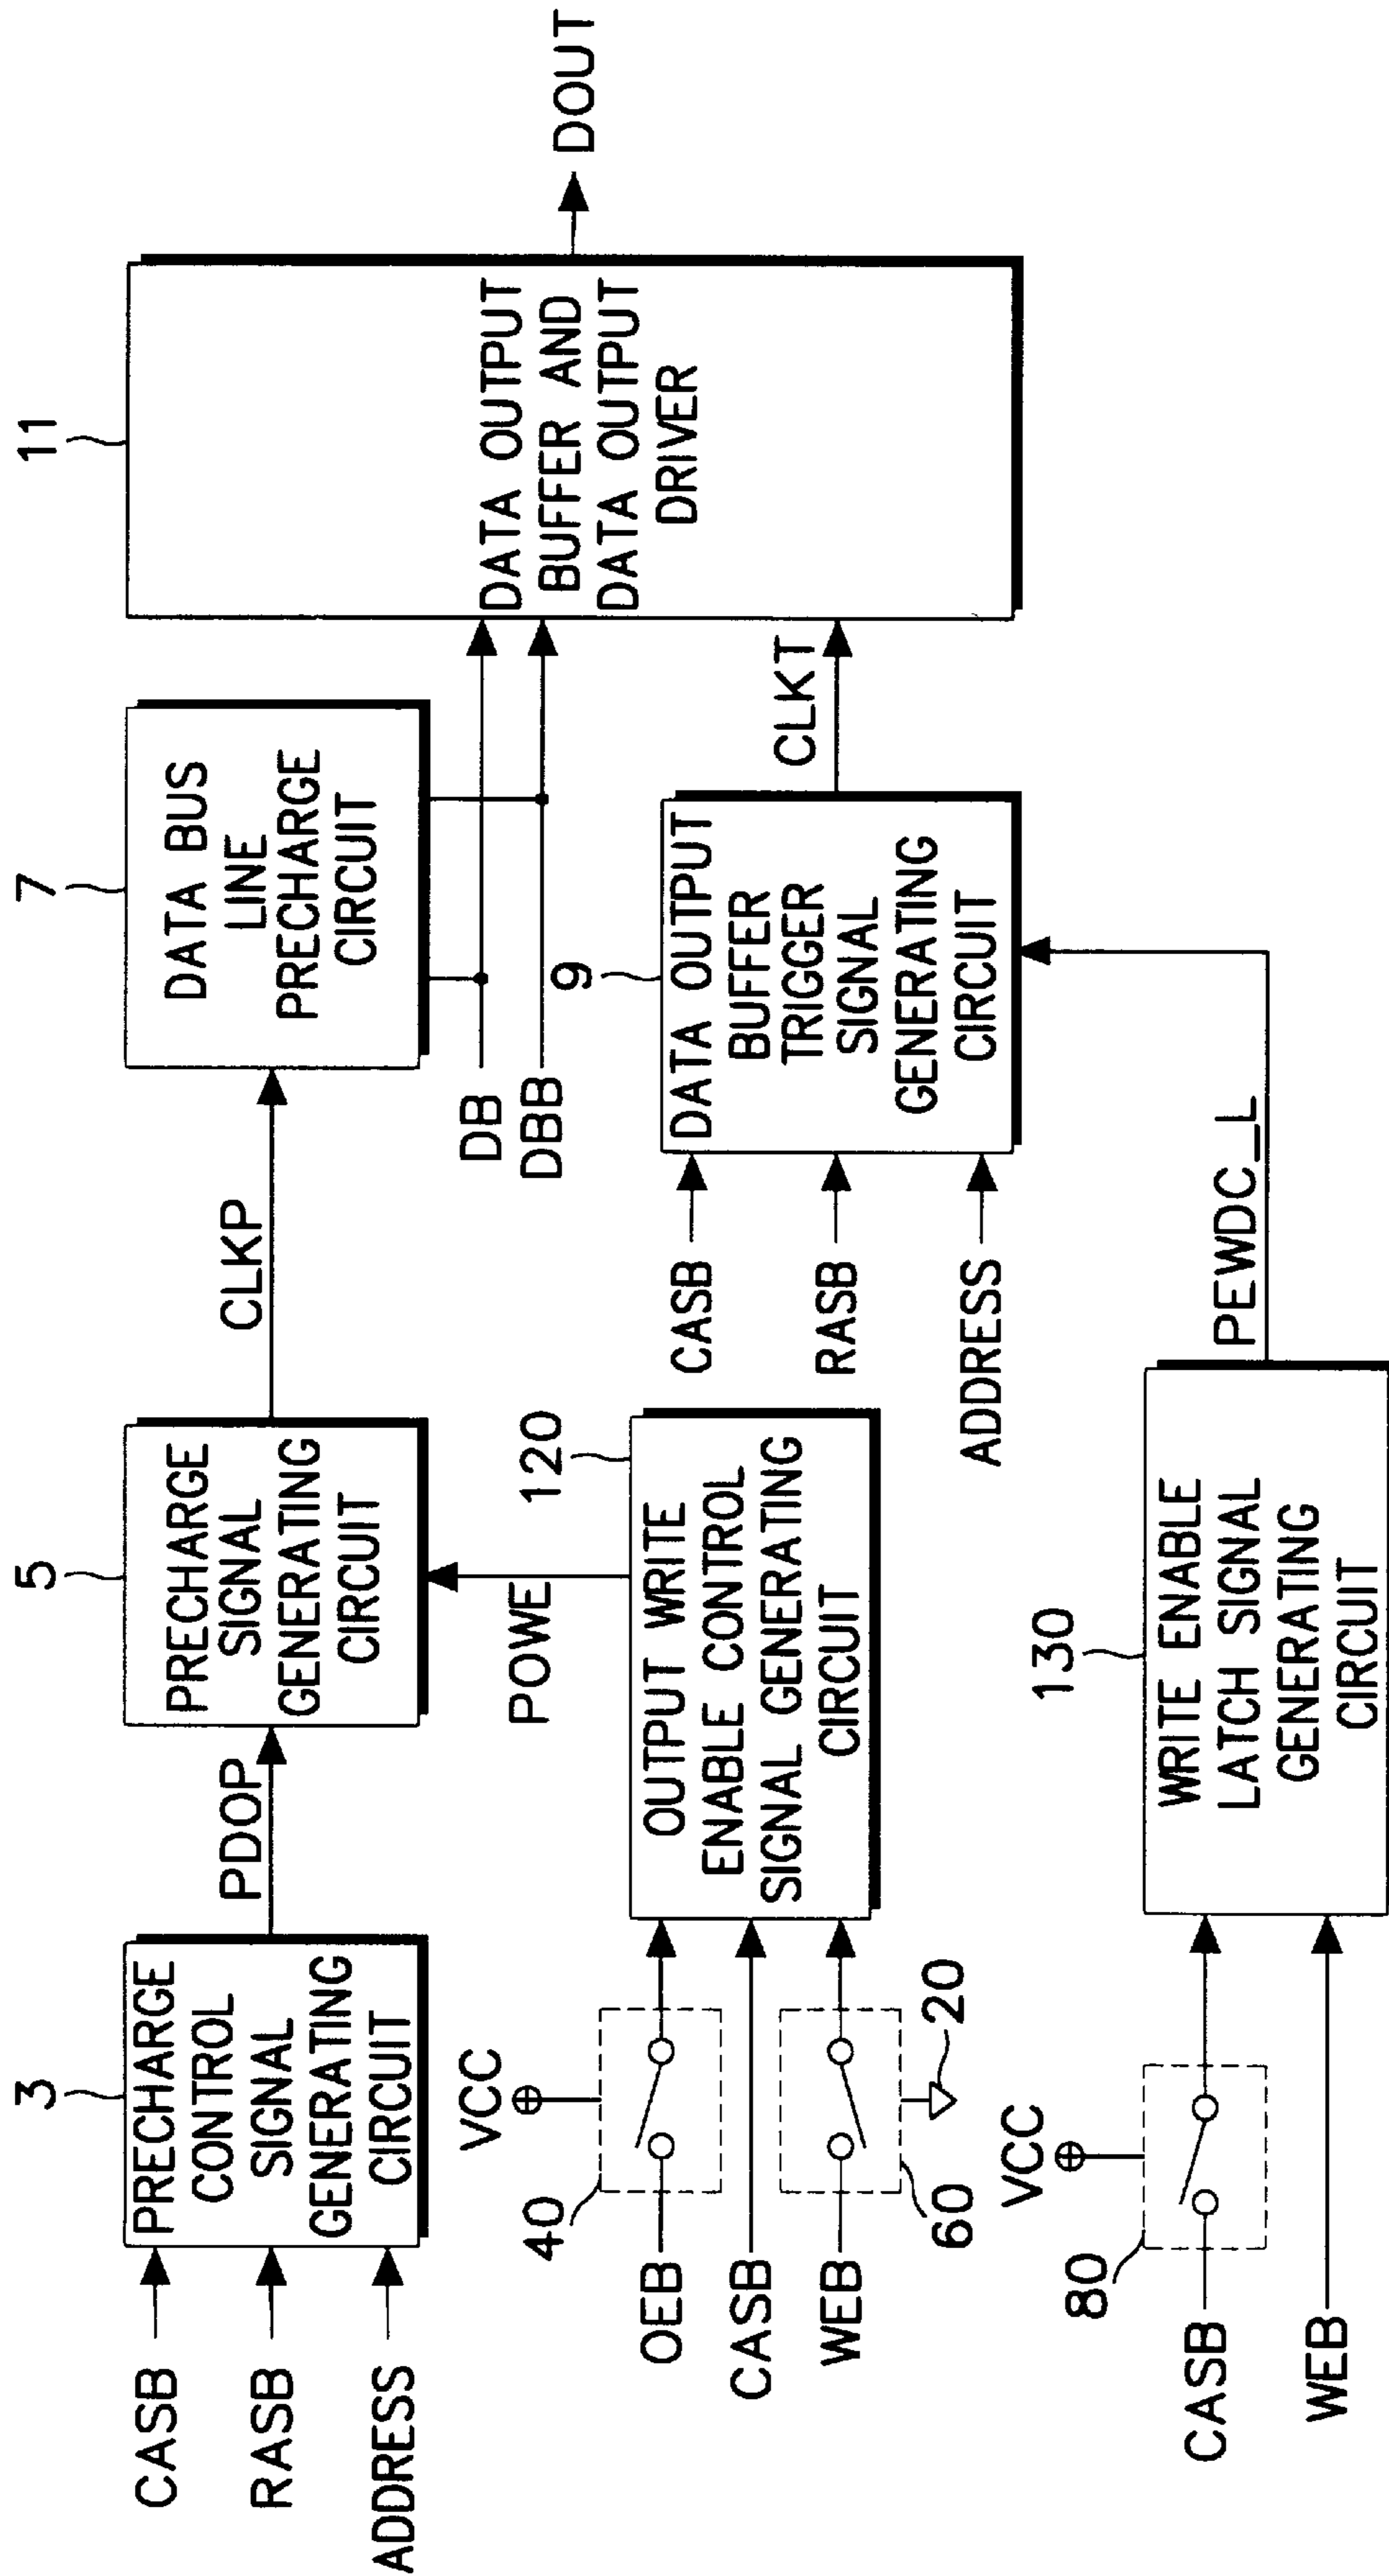 3
PRECHARGE
CONTROL
SIGNAL
GENERATING
CIRCUIT
CASB
RASB
ADDRESS
PDOP
5
PRECHARGE
SIGNAL
GENERATING
CIRCUIT
CLKP
7
DATA BUS
LINE
PRECHARGE
CIRCUIT
DB
DBB
11
DATA OUTPUT
BUFFER AND
DATA OUTPUT
DRIVER
DOUT
VCC
40
OEB
CASB
WEB
60
20
POWE
120
OUTPUT WRITE
ENABLE CONTROL
SIGNAL GENERATING
CIRCUIT
9
DATA OUTPUT
BUFFER
TRIGGER
SIGNAL
GENERATING
CIRCUIT
CASB
RASB
ADDRESS
CLKT
VCC
80
CASB
WEB
130
WRITE ENABLE
LATCH SIGNAL
GENERATING
CIRCUIT
PEWDC_L